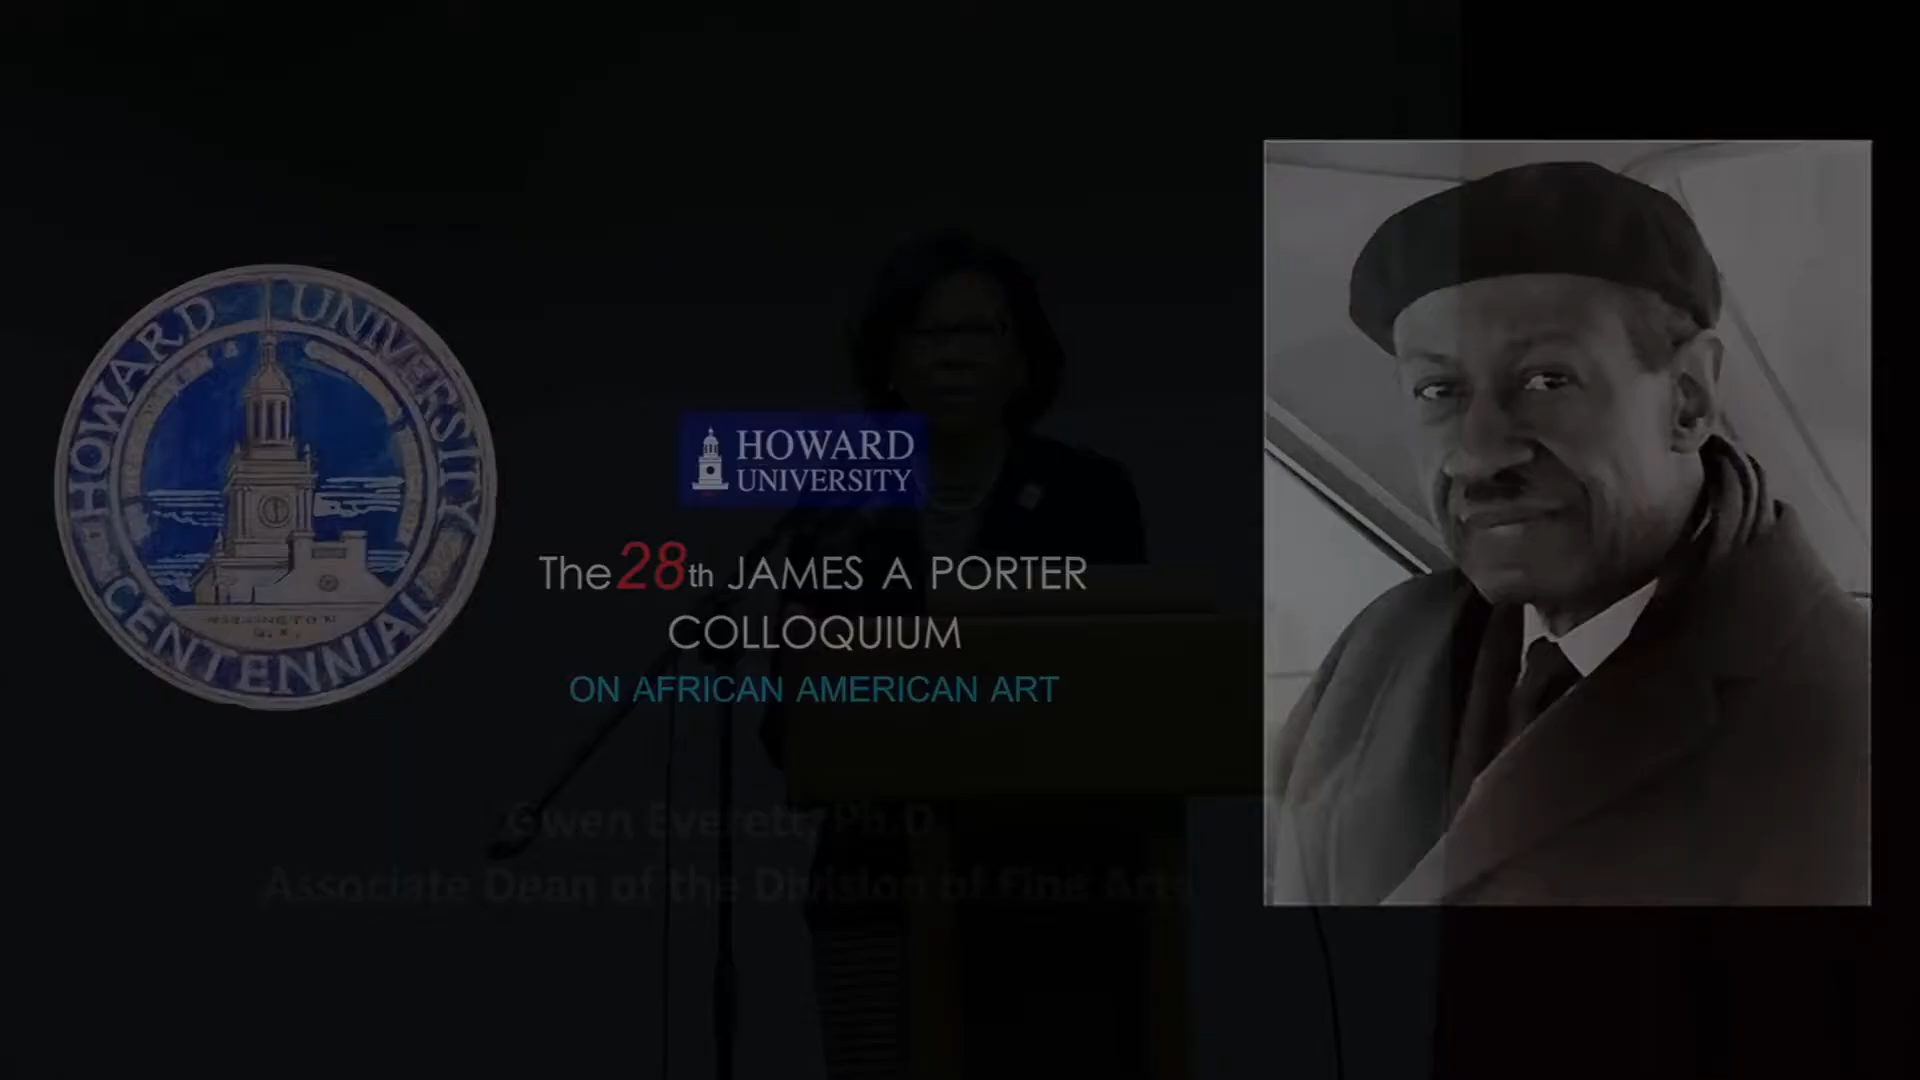 HOWARD UNIVERSITY
CENTENNIAL
WASHINGTON
D.C.
HOWARD
UNIVERSITY
The 28th JAMES A PORTER
COLLOQUIUM
ON AFRICAN AMERICAN ART
Gwen Everett, Ph.D
Associate Dean of the Division of Fine Arts